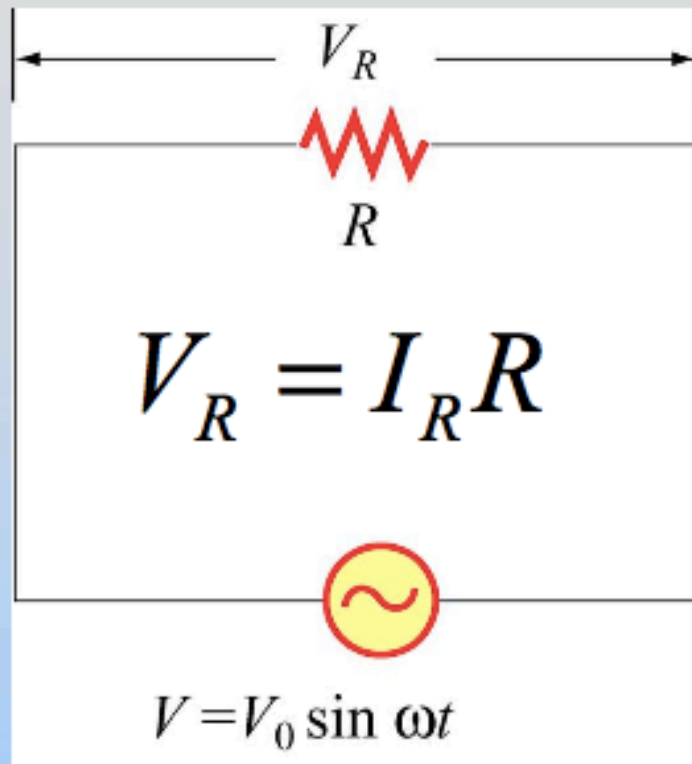 V_R
R
V_R = I_R R
V = V_0 sin ωt